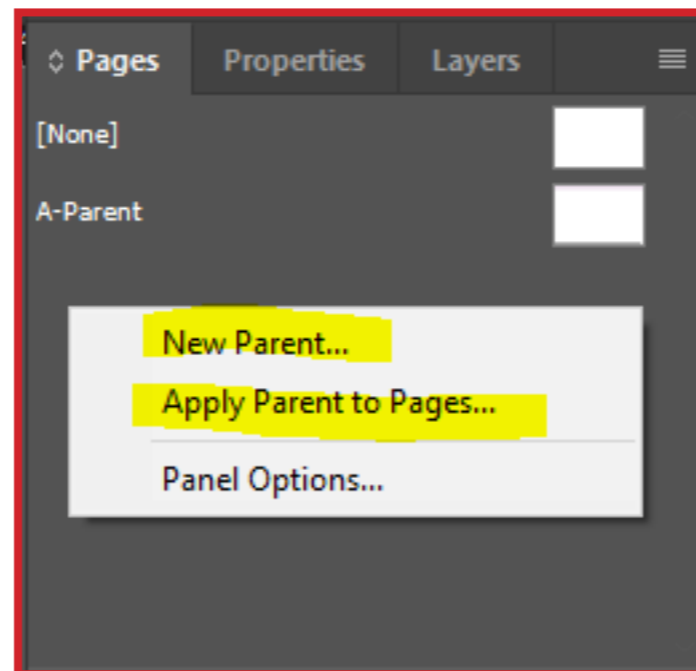 Pages Properties Layers
[None]
A-Parent
New Parent...
Apply Parent to Pages...
Panel Options...